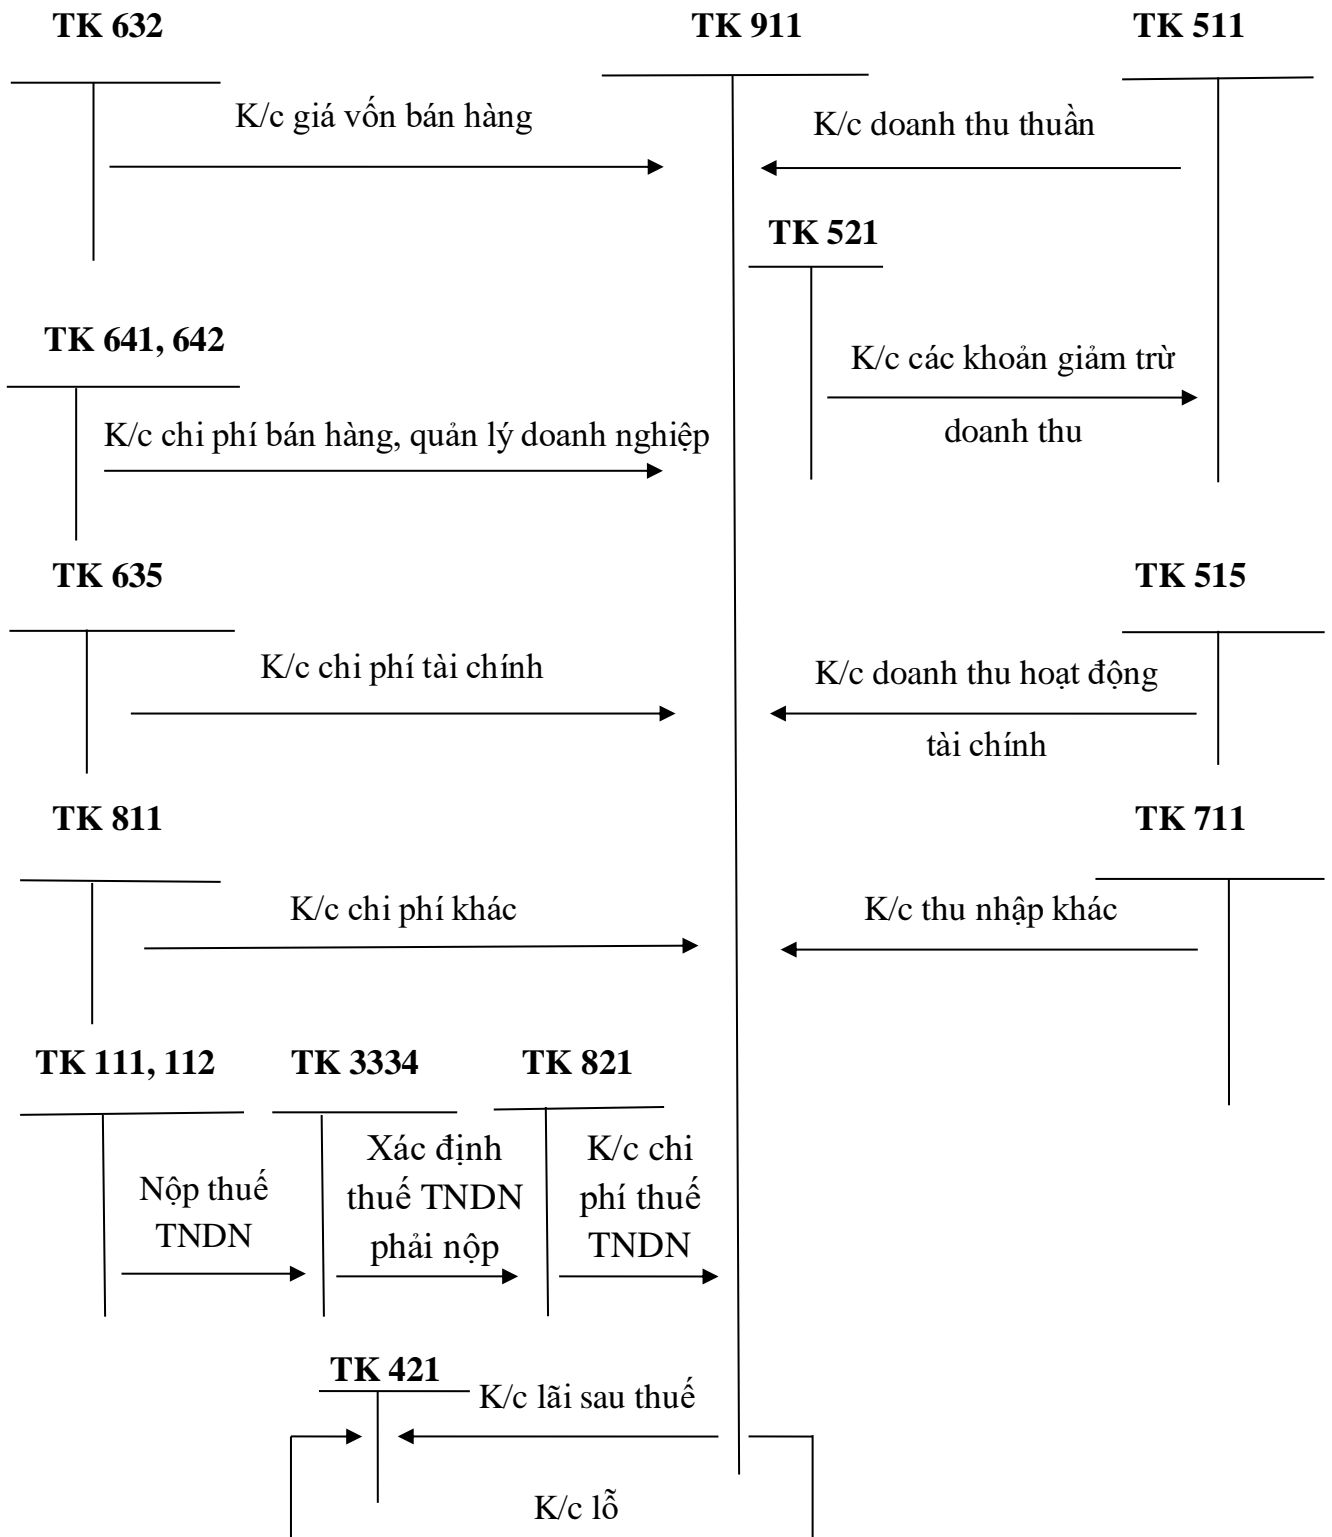 TK 632
TK 911
TK 511
K/c giá vốn bán hàng
K/c doanh thu thuần
TK 521
TK 641, 642
K/c các khoản giảm trừ
doanh thu
K/c chi phí bán hàng, quản lý doanh nghiệp
TK 635
TK 515
K/c chi phí tài chính
K/c doanh thu hoạt động
tài chính
TK 811
TK 711
K/c chi phí khác
K/c thu nhập khác
TK 111, 112
TK 3334
TK 821
Nộp thuế
TNDN
Xác định
thuế TNDN
phải nộp
K/c chi
phí thuế
TNDN
TK 421
K/c lãi sau thuế
K/c lỗ